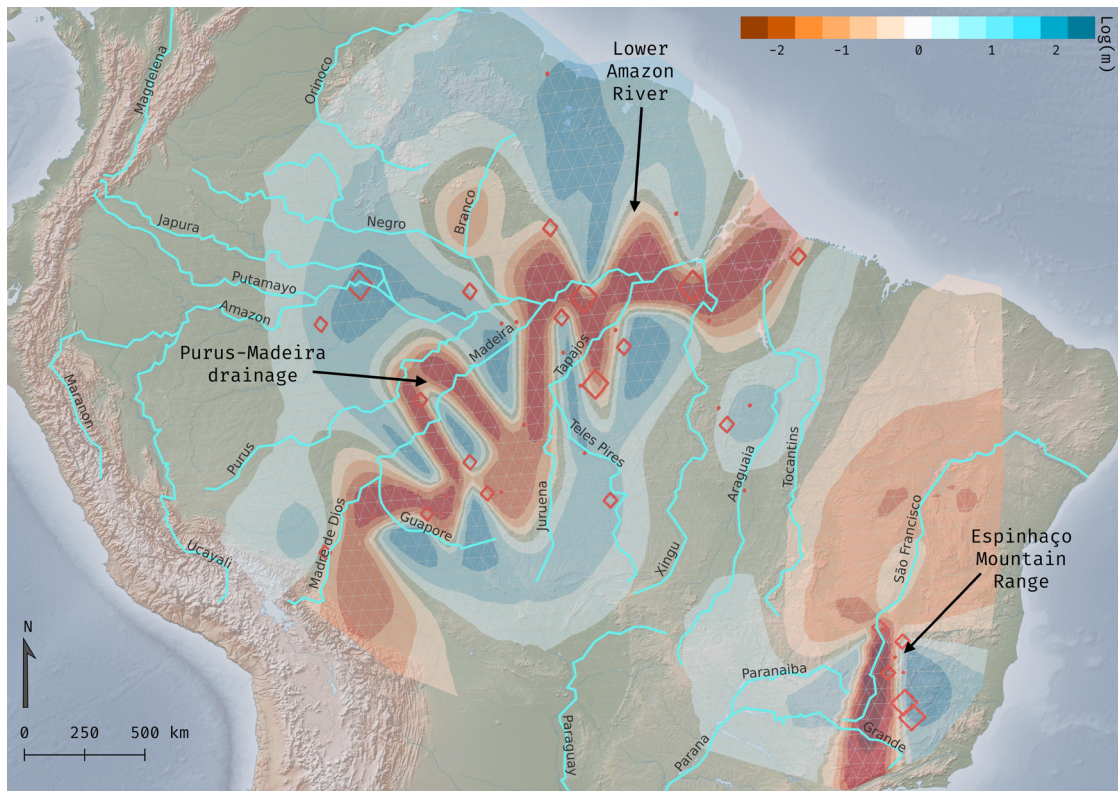 Log(m)
-2 -1 0 1 2
Lower
Amazon
River
Magdelena
Orinoco
Branco
Negro
Japura
Putamayo
Amazon
Madeira
Purus-Madeira
drainage
Tapajos
Maranon
Purus
Teles Pires
Araguaia
Tocantins
Madre de Dios
Guapore
Juruena
São Francisco
Xingu
Ucayali
Espinhaço
Mountain
Range
N
Paranaiba
Grande
Paraguay
Parana
0 250 500 km